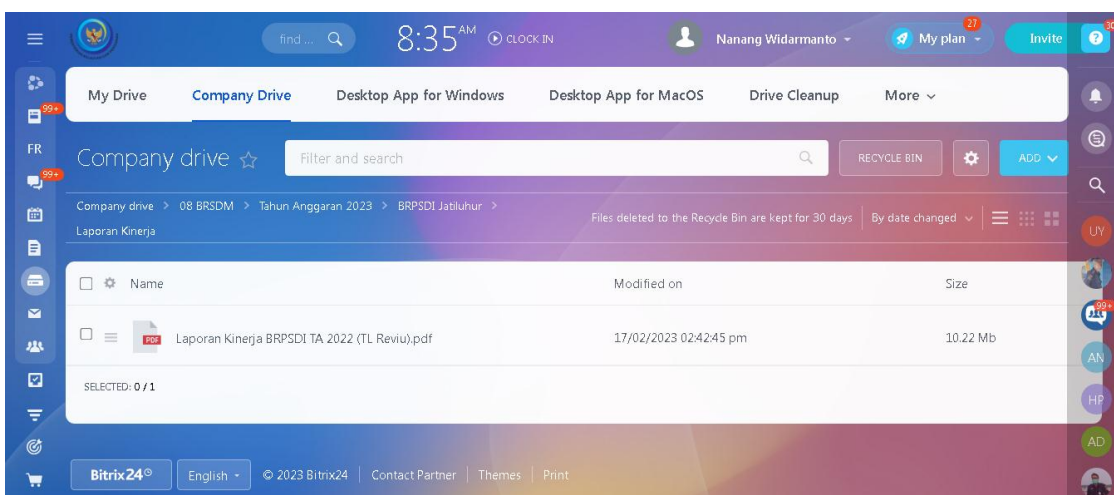 find ...
8:35 AM
CLOCK IN
Nanang Widarmanto
27
My plan
Invite
30
99+
FR
99+
My Drive
Company Drive
Desktop App for Windows
Desktop App for MacOS
Drive Cleanup
More
Company drive
Filter and search
RECYCLE BIN
ADD
Company drive > 08 BRSDM > Tahun Anggaran 2023 > BRPSDI Jatiluhur >
Laporan Kinerja
Files deleted to the Recycle Bin are kept for 30 days
By date changed
Name
Modified on
Size
PDF
Laporan Kinerja BRPSDI TA 2022 (TL Reviu).pdf
17/02/2023 02:42:45 pm
10.22 Mb
SELECTED: 0 / 1
UY
99+
AN
HP
AD
Bitrix24
English
© 2023 Bitrix24
Contact Partner
Themes
Print